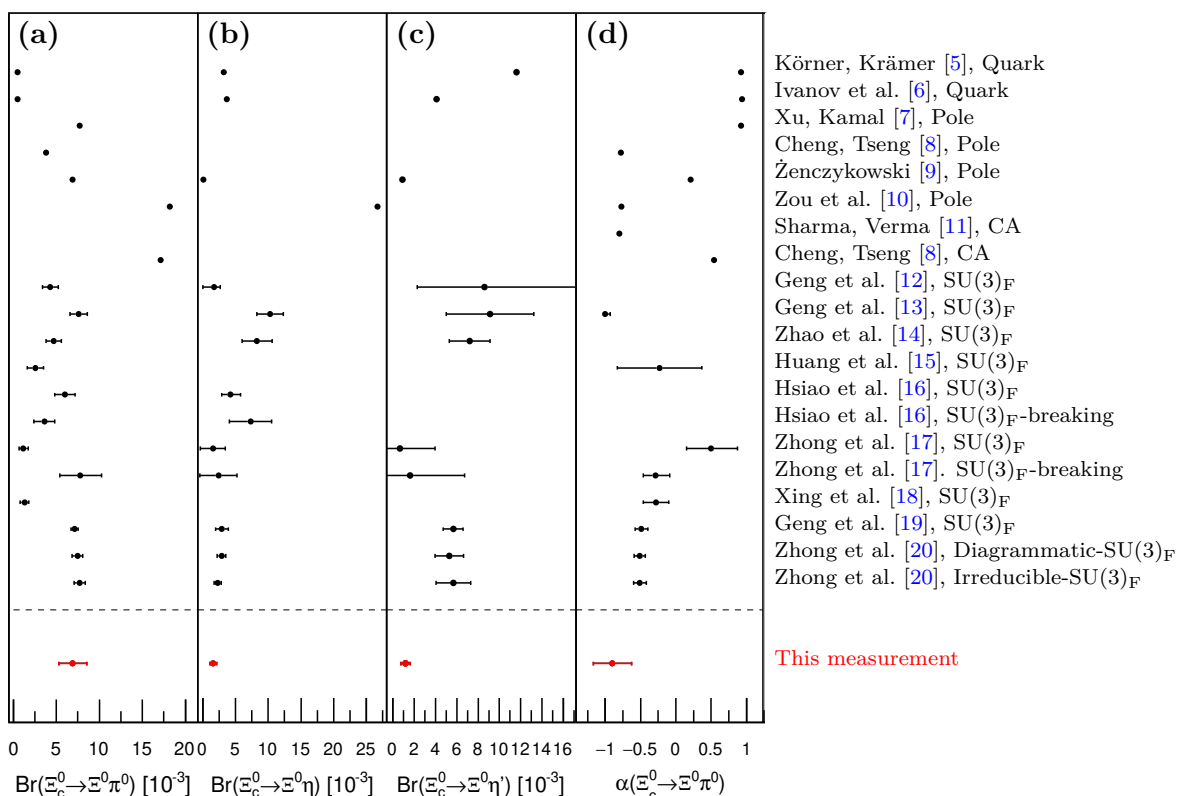 (a) (b) (c) (d)
Körner, Krämer [5], Quark
Ivanov et al. [6], Quark
Xu, Kamal [7], Pole
Cheng, Tseng [8], Pole
Żenczykowski [9], Pole
Zou et al. [10], Pole
Sharma, Verma [11], CA
Cheng, Tseng [8], CA
Geng et al. [12], SU(3)F
Geng et al. [13], SU(3)F
Zhao et al. [14], SU(3)F
Huang et al. [15], SU(3)F
Hsiao et al. [16], SU(3)F
Hsiao et al. [16], SU(3)F-breaking
Zhong et al. [17], SU(3)F
Zhong et al. [17]. SU(3)F-breaking
Xing et al. [18], SU(3)F
Geng et al. [19], SU(3)F
Zhong et al. [20], Diagrammatic-SU(3)F
Zhong et al. [20], Irreducible-SU(3)F
This measurement
0 5 10 15 20 0 5 10 15 20 25 0 2 4 6 8 10 12 14 16 −1 −0.5 0 0.5 1
Br(Ξc0→Ξ0π0) [10-3] Br(Ξc0→Ξ0η) [10-3] Br(Ξc0→Ξ0η') [10-3] α(Ξc0→Ξ0π0)